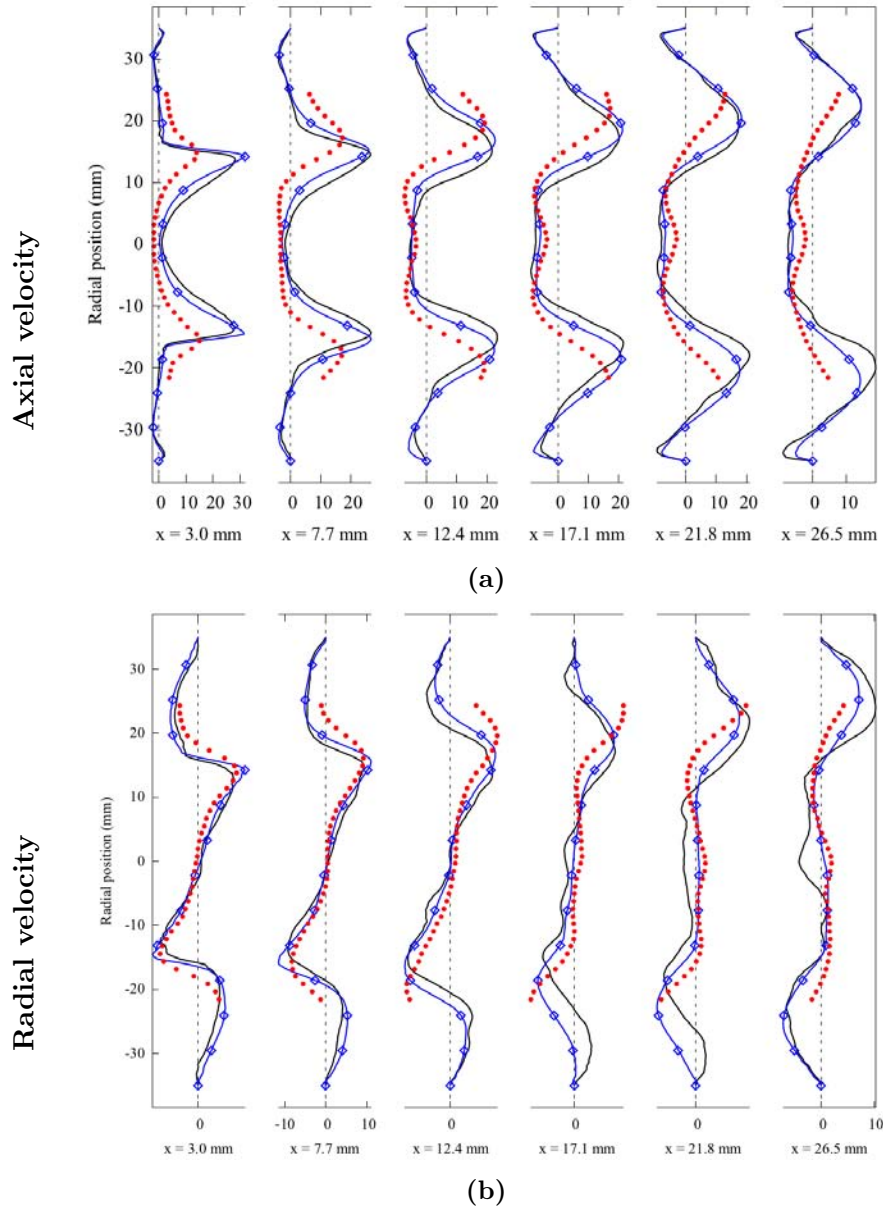 Axial velocity
Radial position (mm)
30
20
10
0
-10
-20
-30
0 10 20 30 0 10 20 0 10 20 0 10 20 0 10 20 0 10
x = 3.0 mm x = 7.7 mm x = 12.4 mm x = 17.1 mm x = 21.8 mm x = 26.5 mm
(a)
Radial velocity
Radial position (mm)
30
20
10
0
-10
-20
-30
0 -10 0 10 0 0 0 0 10
x = 3.0 mm x = 7.7 mm x = 12.4 mm x = 17.1 mm x = 21.8 mm x = 26.5 mm
(b)